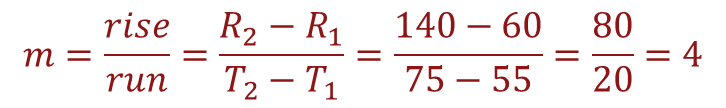 m = rise/run = (R₂ − R₁)/(T₂ − T₁) = (140 − 60)/(75 − 55) = 80/20 = 4